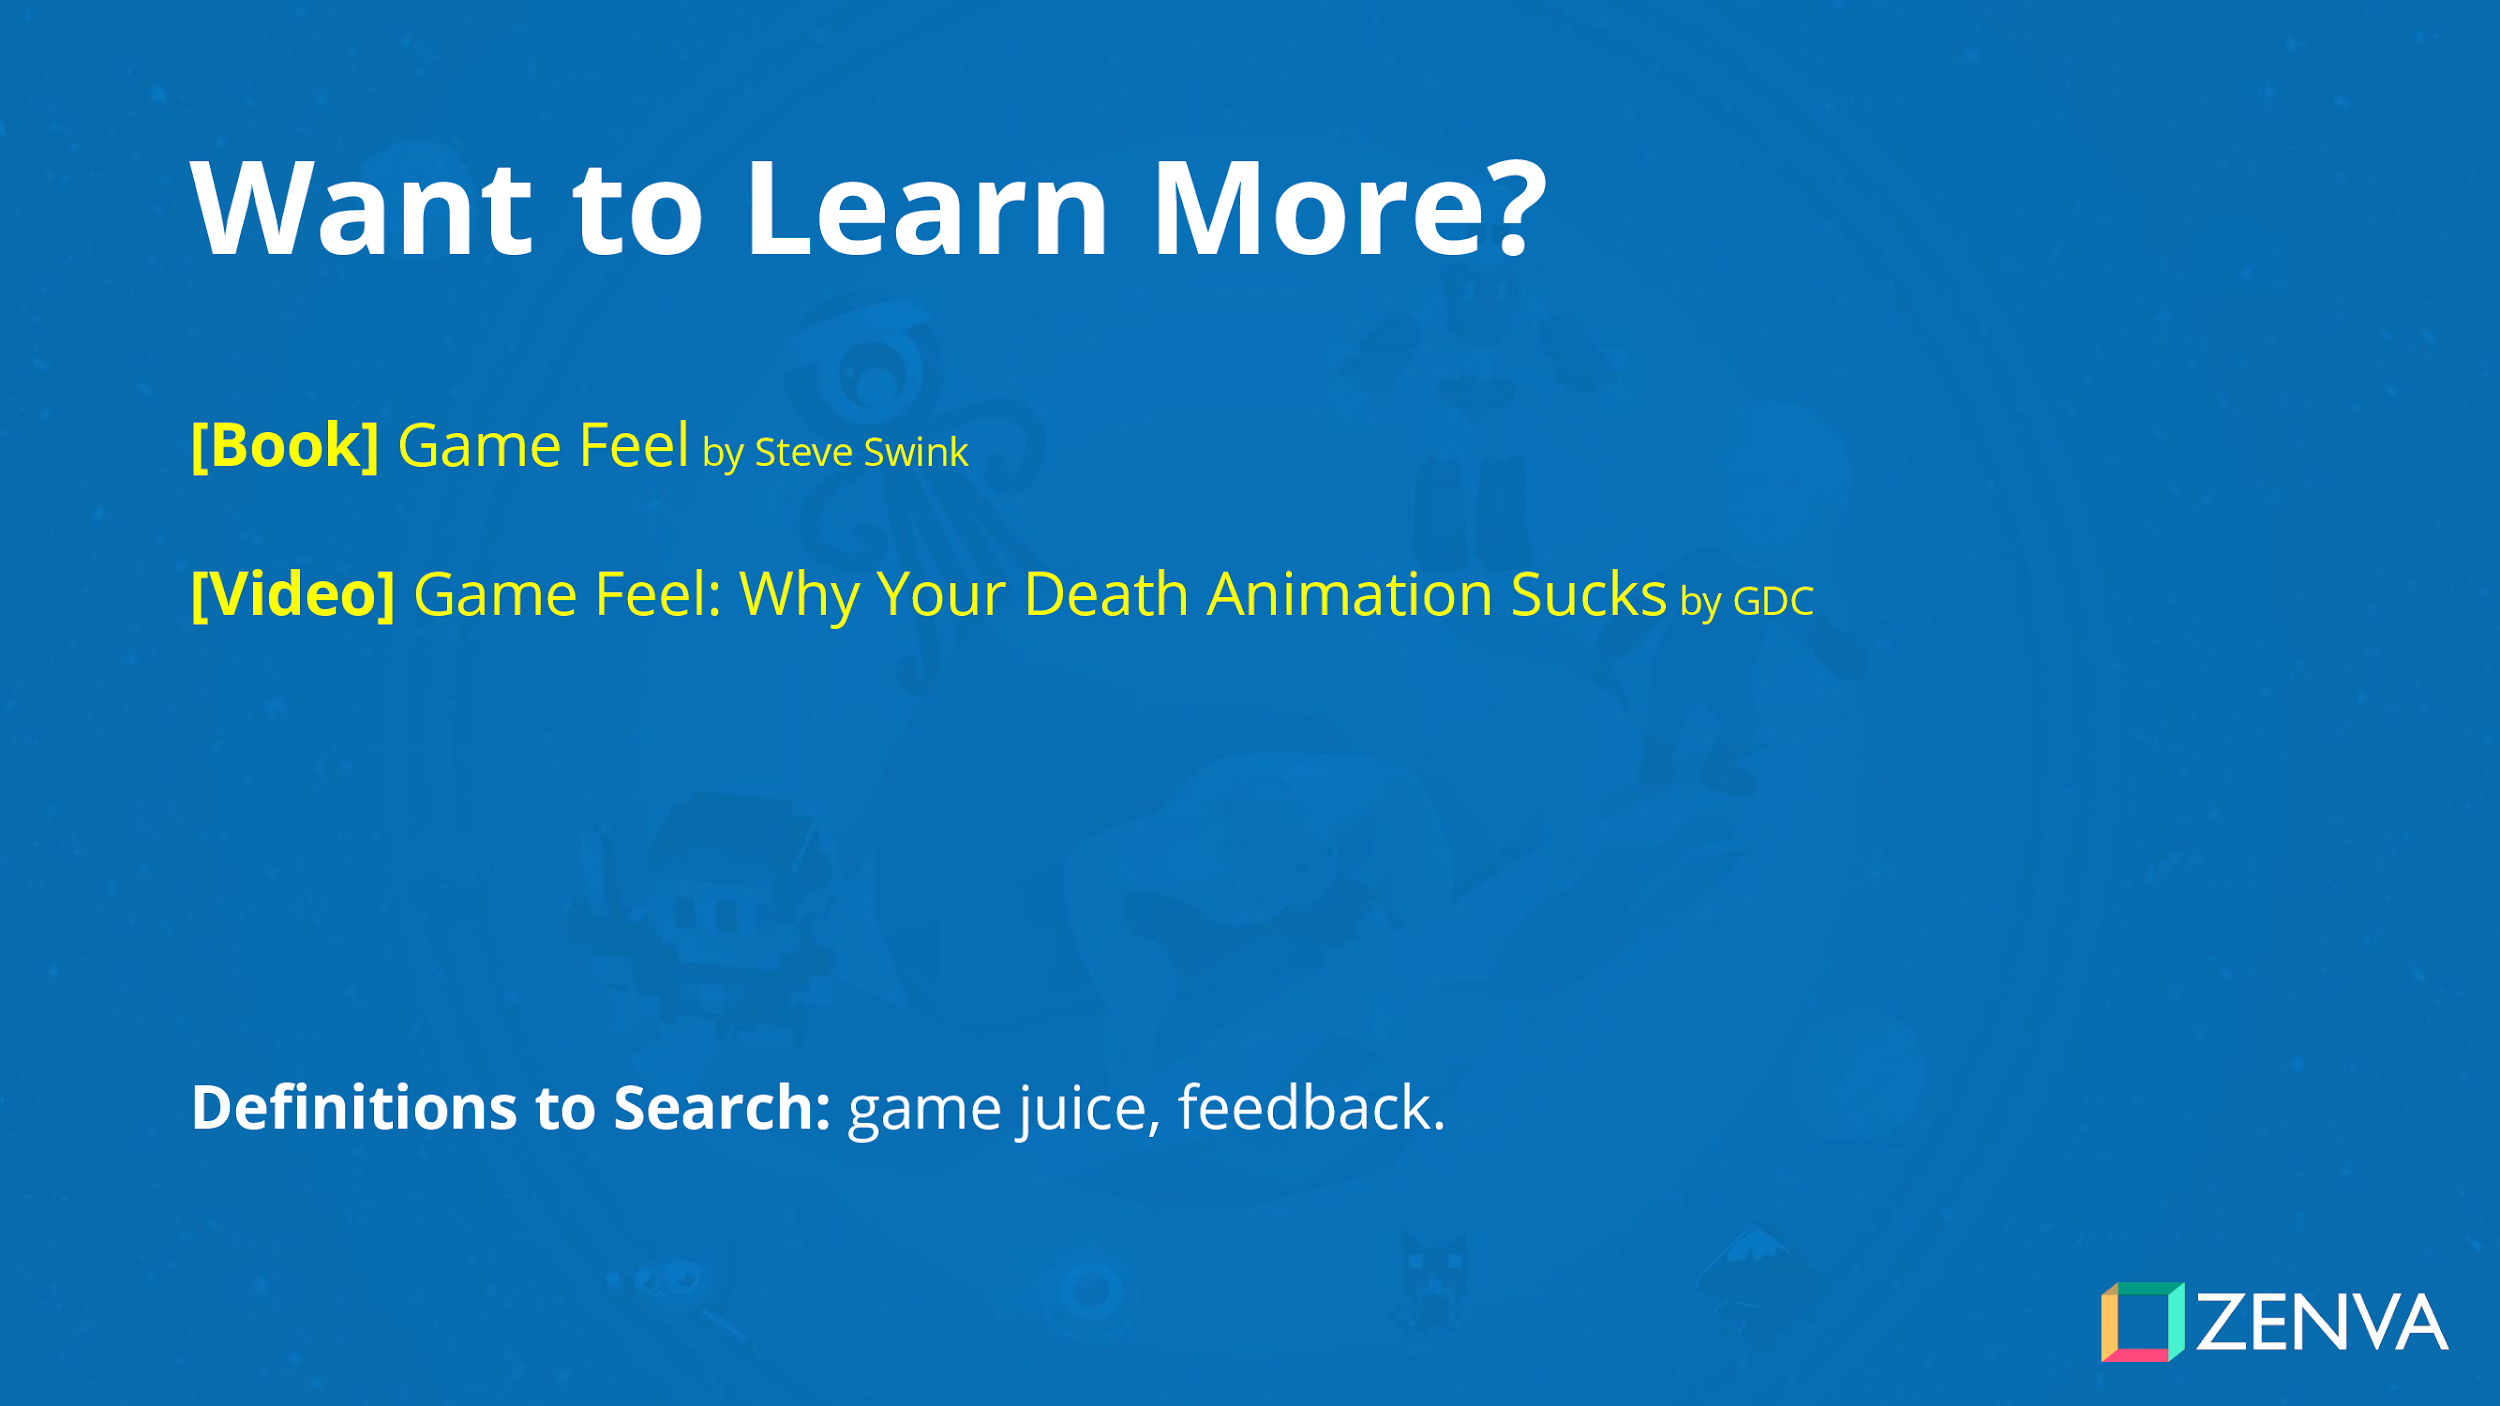 Want to Learn More?
[Book] Game Feel by Steve Swink
[Video] Game Feel: Why Your Death Animation Sucks by GDC
Definitions to Search: game juice, feedback.
ZENVA